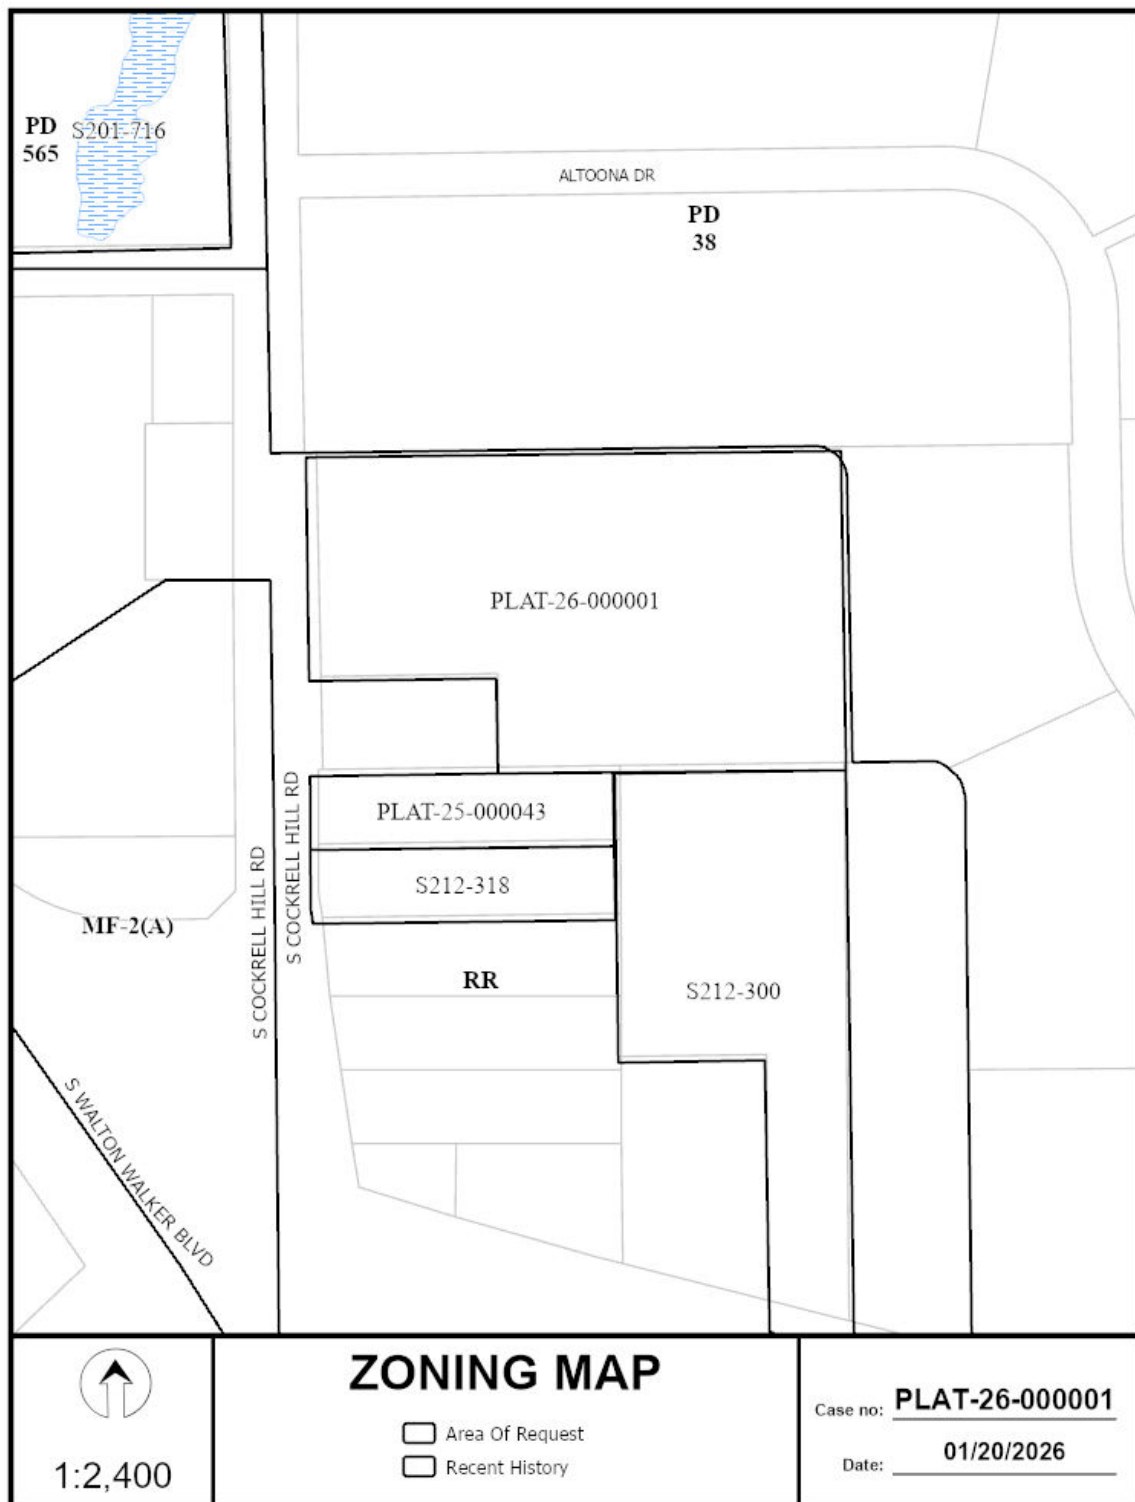 PD
565
S201-716
ALTOONA DR
PD
38
PLAT-26-000001
PLAT-25-000043
S212-318
S COCKRELL HILL RD
S COCKRELL HILL RD
MF-2(A)
RR
S212-300
S WALTON WALKER BLVD
1:2,400
ZONING MAP
Area Of Request
Recent History
Case no: PLAT-26-000001
Date: 01/20/2026